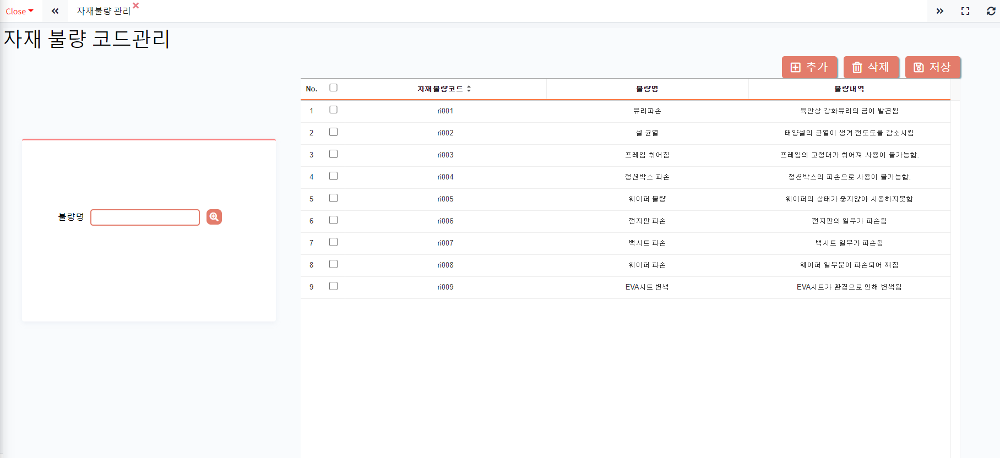 Close 자재불량 관리
자재 불량 코드관리
추가 삭제 저장
No. 자재불량코드 불량명 불량내역
1 ri001 유리파손 육안상 강화유리의 금이 발견됨
2 ri002 셀 균열 태양셀의 균열이 생겨 전도도를 감소시킴
3 ri003 프레임 휘어짐 프레임의 고정대가 휘어져 사용이 불가능함.
4 ri004 정션박스 파손 정션박스의 파손으로 사용이 불가능함.
5 ri005 웨이퍼 불량 웨이퍼의 상태가 좋지않아 사용하지못함
불량명
6 ri006 전지판 파손 전지판의 일부가 파손됨
7 ri007 백시트 파손 백시트 일부가 파손됨
8 ri008 웨이퍼 파손 웨이퍼 일부분이 파손되어 깨짐
9 ri009 EVA시트 변색 EVA시트가 환경으로 인해 변색됨